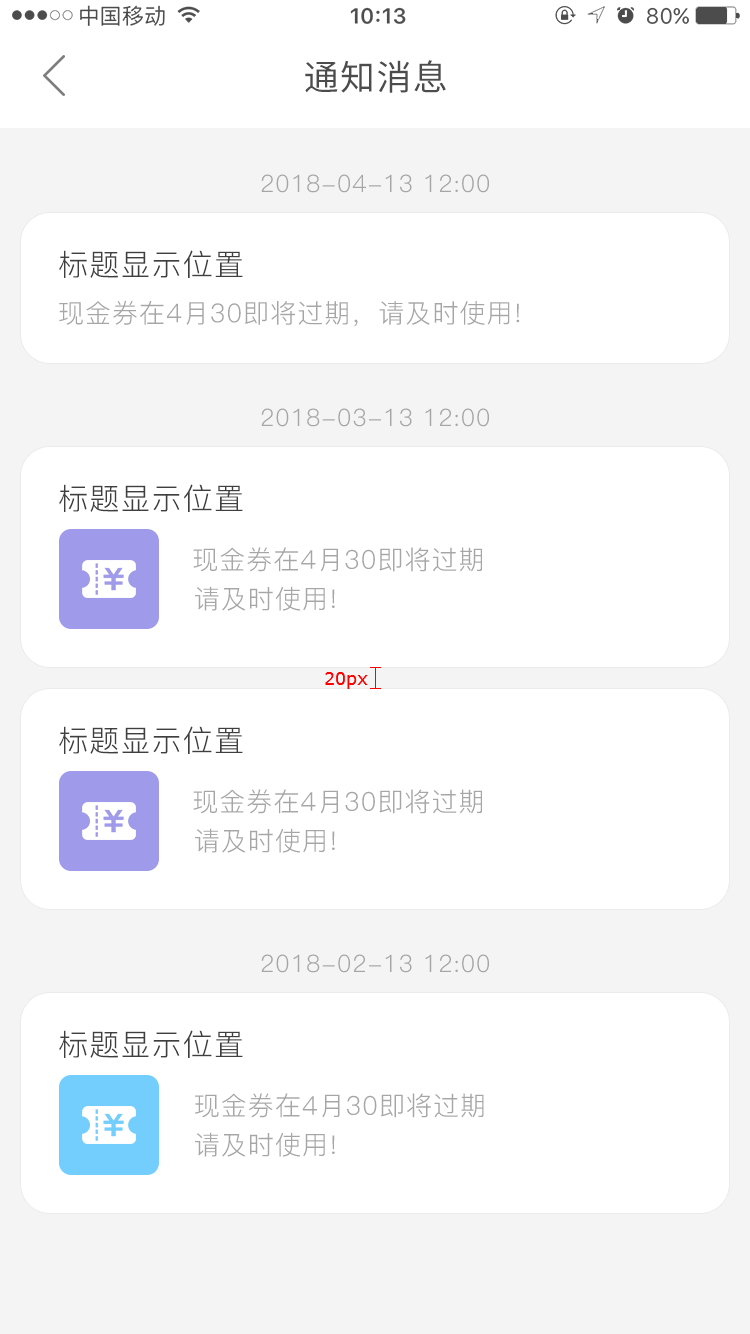 中国移动
10:13
80%
通知消息
2018-04-13 12:00
标题显示位置
现金券在4月30即将过期，请及时使用!
2018-03-13 12:00
标题显示位置
¥
现金券在4月30即将过期
请及时使用!
20px
标题显示位置
¥
现金券在4月30即将过期
请及时使用!
2018-02-13 12:00
标题显示位置
¥
现金券在4月30即将过期
请及时使用!